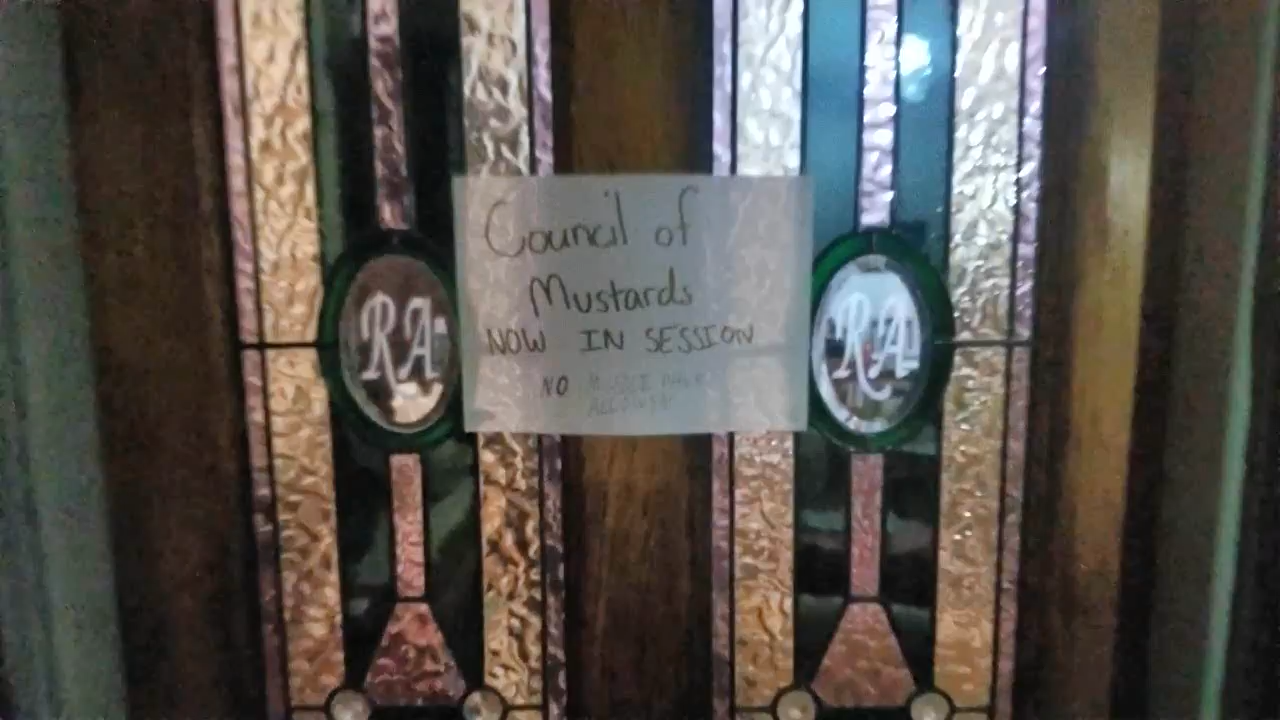 Council of
Mustards
NOW IN SESSION
NO
RA
RA